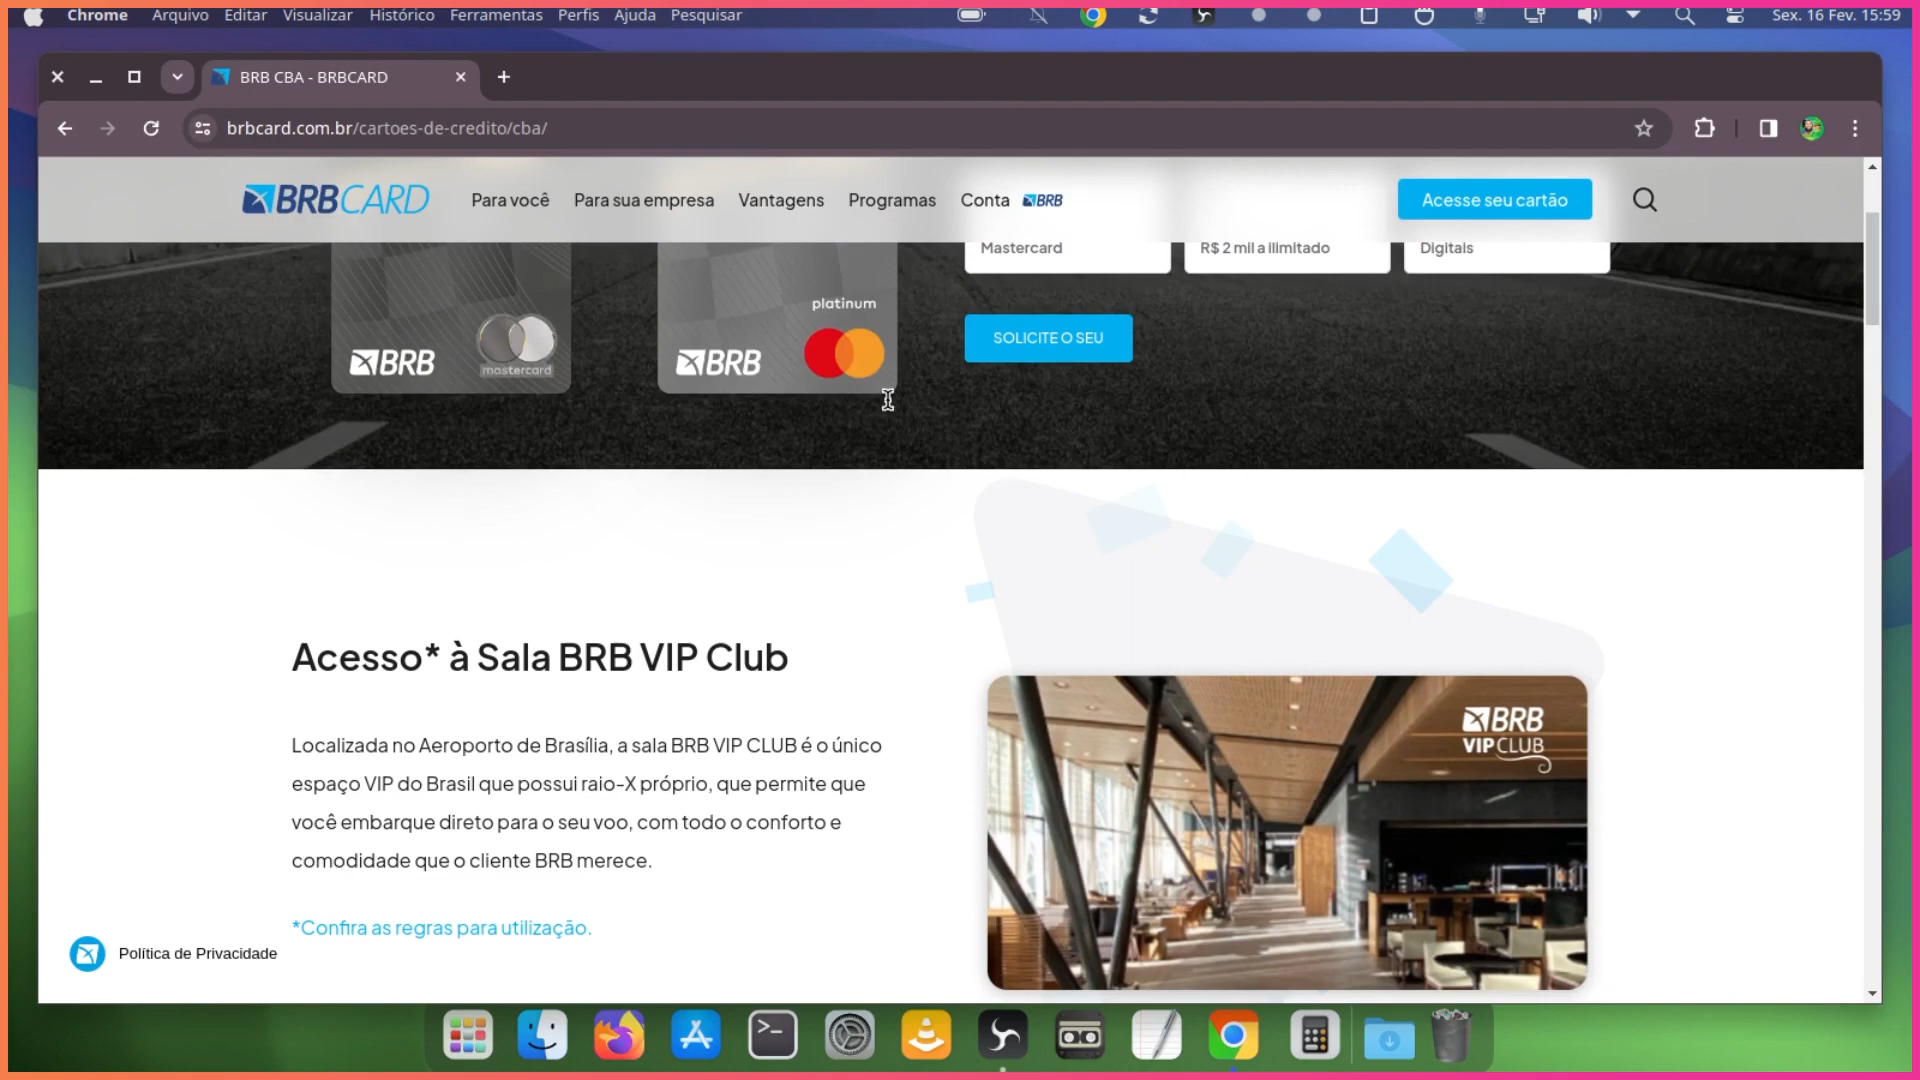 Chrome Arquivo Editar Visualizar Histórico Ferramentas Perfis Ajuda Pesquisar Sex. 16 Fev. 15:59
BRB CBA - BRBCARD
brbcard.com.br/cartoes-de-credito/cba/
BRBCARD Para você Para sua empresa Vantagens Programas Conta BRB Acesse seu cartão
Mastercard R$ 2 mil a ilimitado Digitais
platinum
SOLICITE O SEU
BRB mastercard BRB
Acesso* à Sala BRB VIP Club
BRB
VIP CLUB
Localizada no Aeroporto de Brasília, a sala BRB VIP CLUB é o único
espaço VIP do Brasil que possui raio-X próprio, que permite que
você embarque direto para o seu voo, com todo o conforto e
comodidade que o cliente BRB merece.
*Confira as regras para utilização.
Política de Privacidade